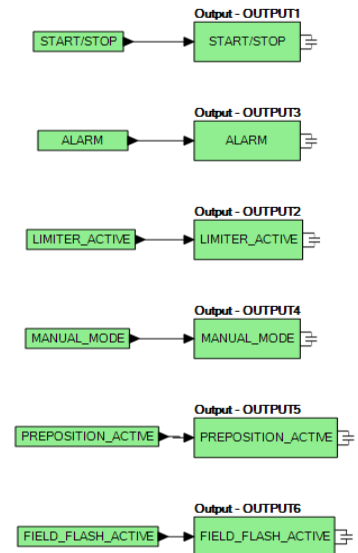 Output - OUTPUT1
START/STOP START/STOP
Output - OUTPUT3
ALARM ALARM
Output - OUTPUT2
LIMITER_ACTIVE LIMITER_ACTIVE
Output - OUTPUT4
MANUAL_MODE MANUAL_MODE
Output - OUTPUT5
PREPOSITION_ACTIVE PREPOSITION_ACTIVE
Output - OUTPUT6
FIELD_FLASH_ACTIVE FIELD_FLASH_ACTIVE